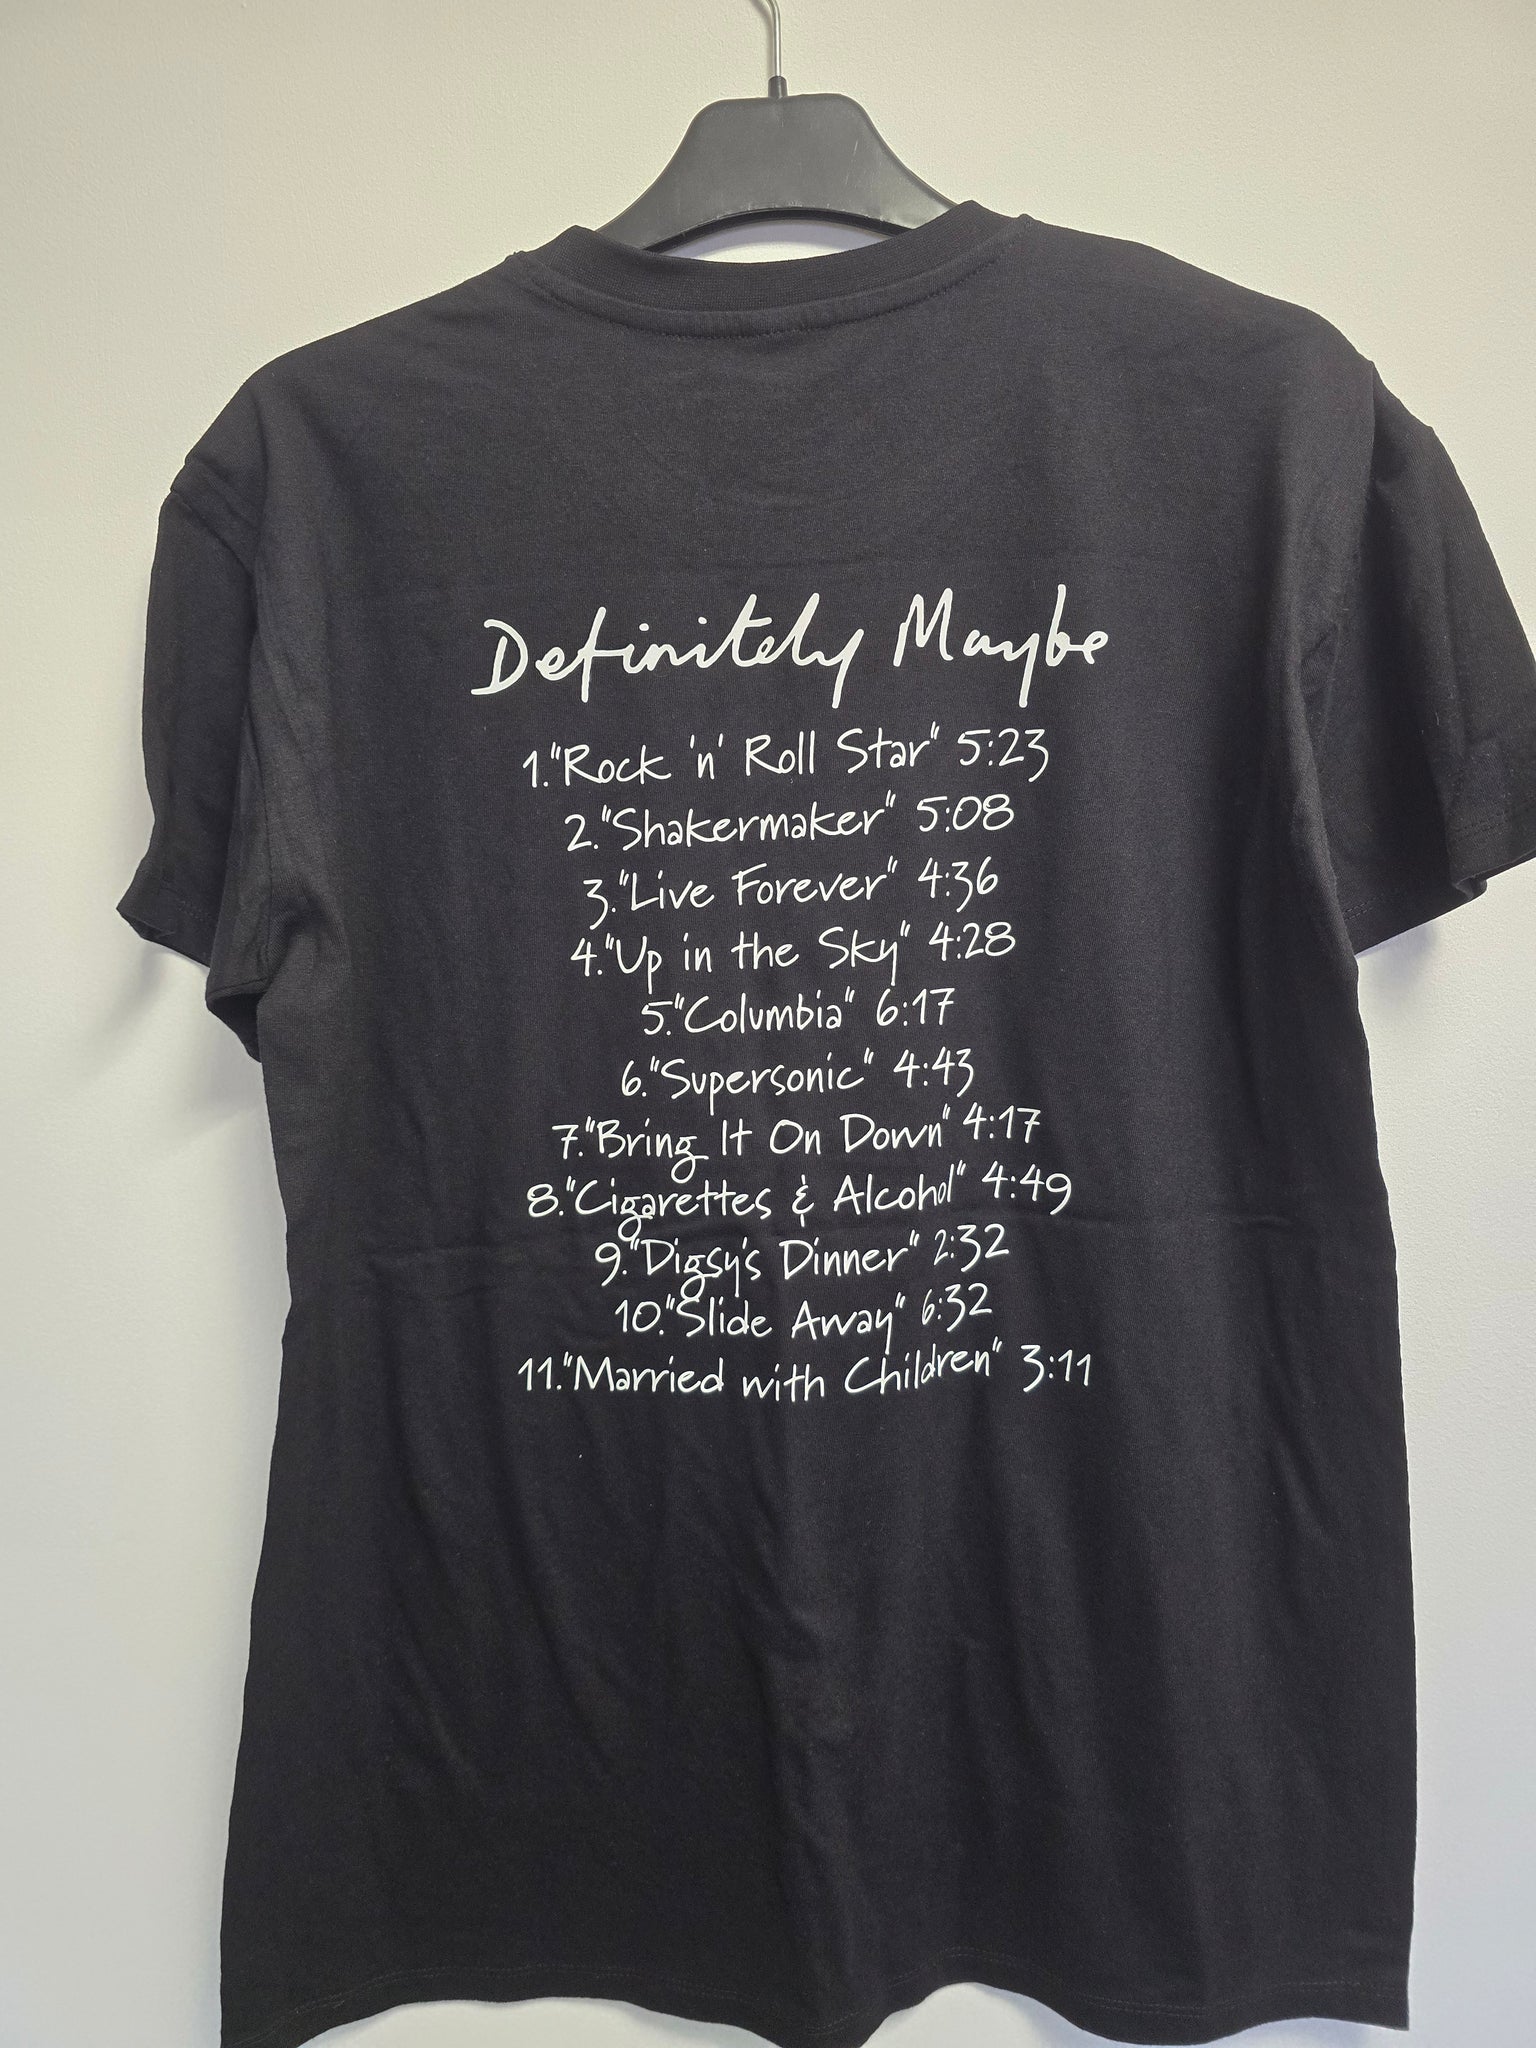 Definitely Maybe
1."Rock 'n' Roll Star" 5:23
2."Shakermaker" 5:08
3."Live Forever" 4:36
4."Up in the Sky" 4:28
5."Columbia" 6:17
6."Supersonic" 4:43
7."Bring It On Down" 4:17
8."Cigarettes & Alcohol" 4:49
9."Digsy's Dinner" 2:32
10."Slide Away" 6:32
11."Married with Children" 3:11